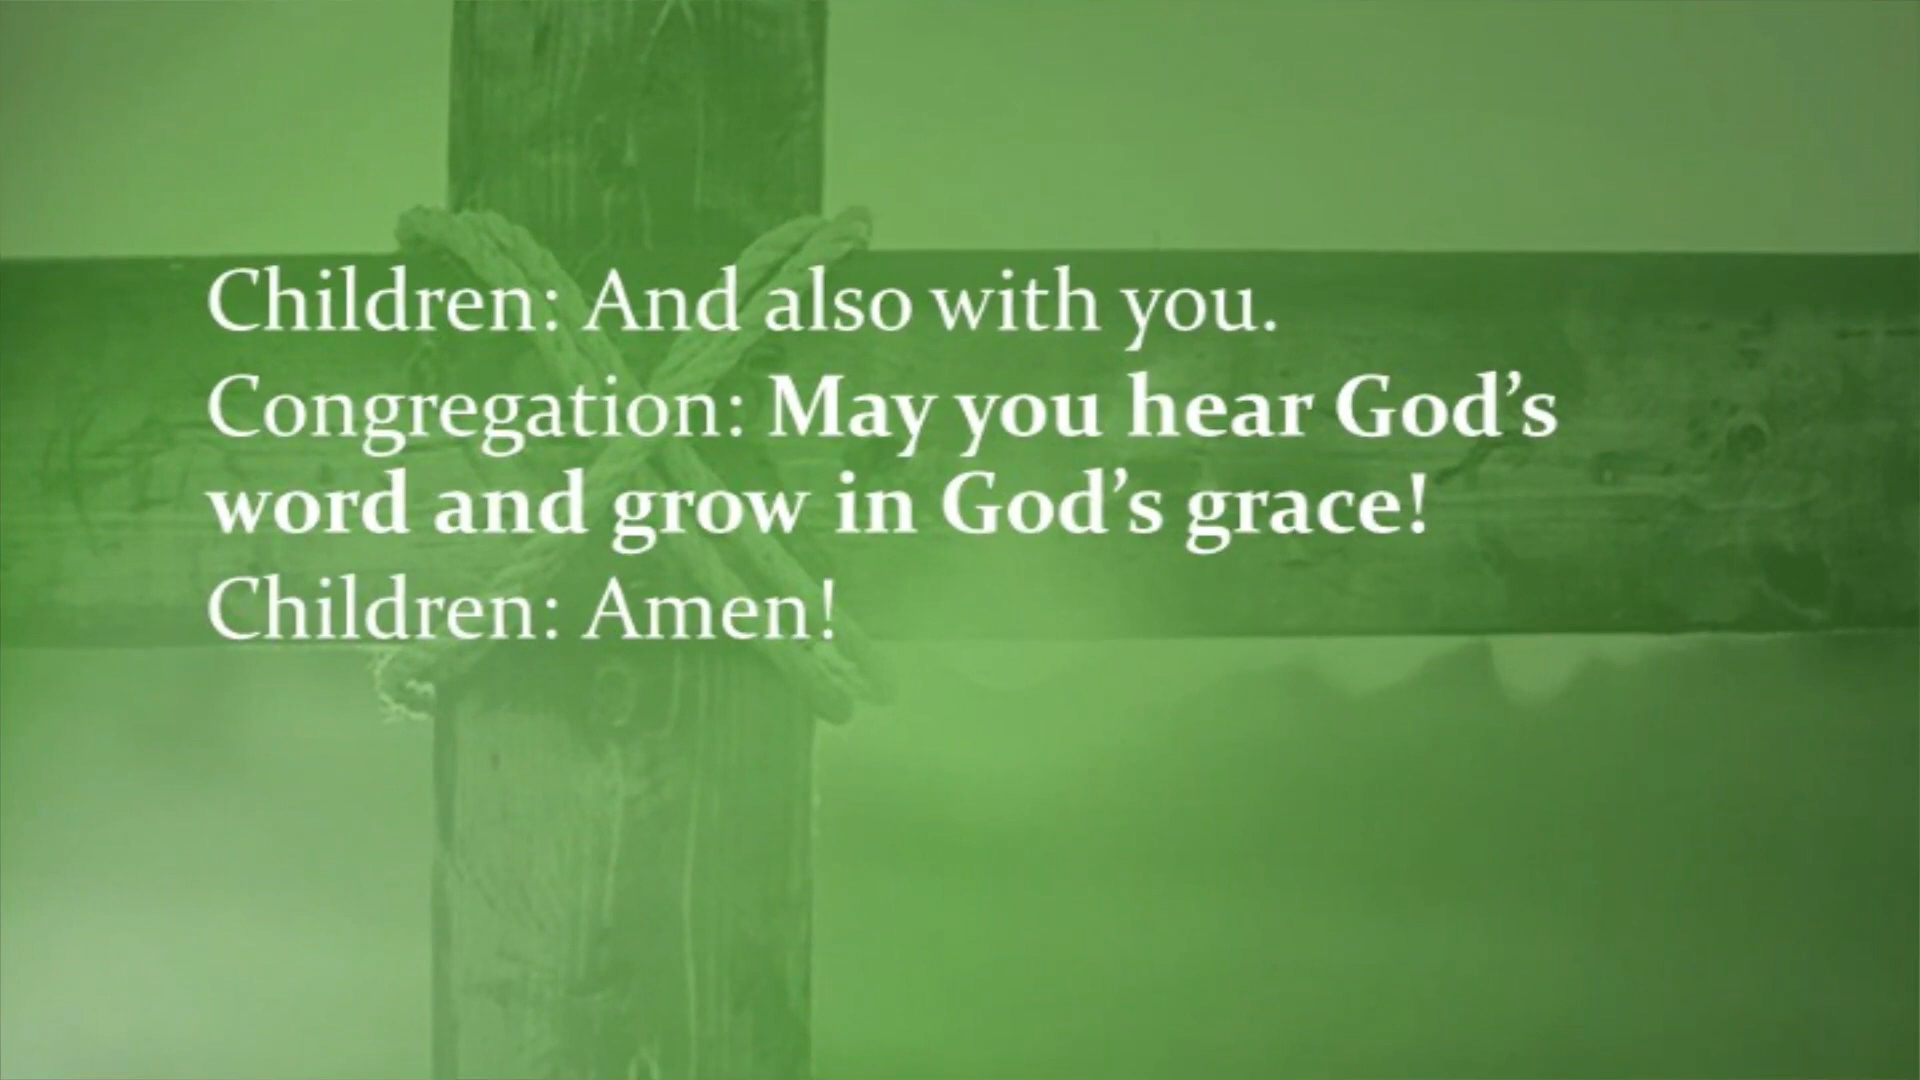 Children: And also with you.
Congregation: May you hear God’s
word and grow in God’s grace!
Children: Amen!